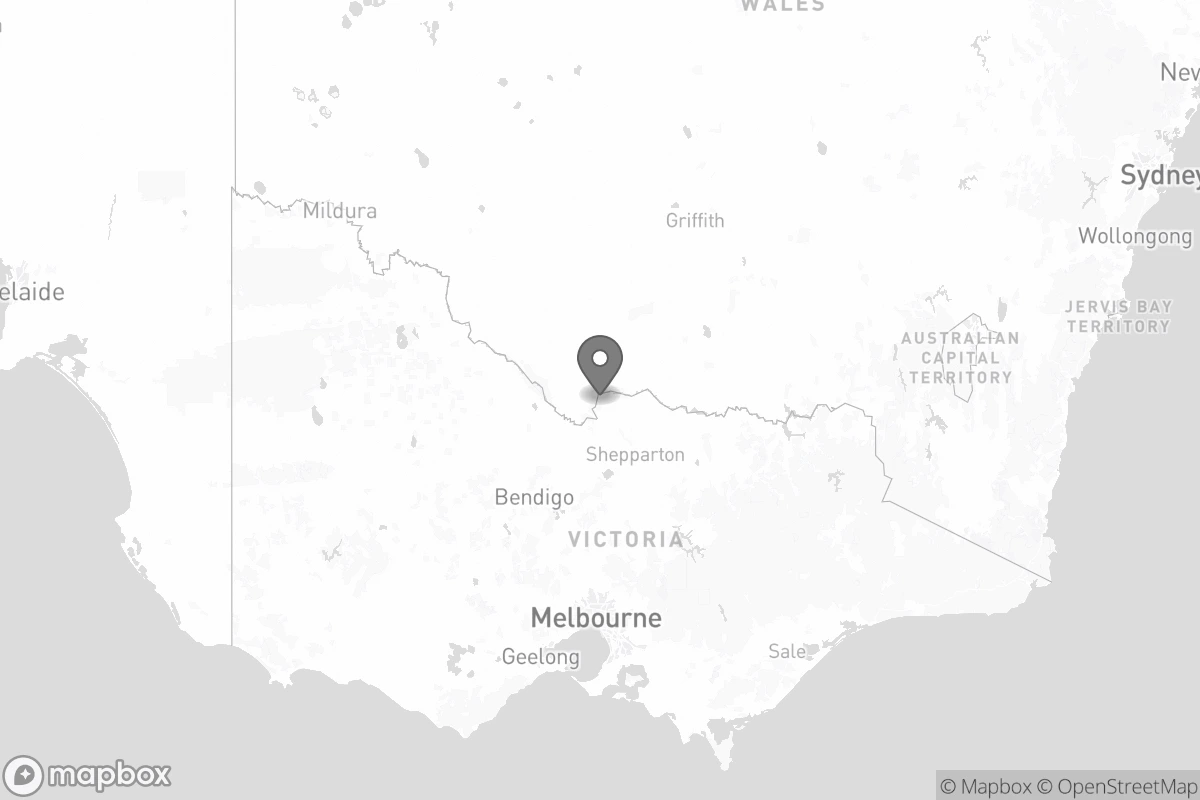 WALES
New
Sydney
Mildura
Griffith
Wollongong
elaide
JERVIS BAY
TERRITORY
AUSTRALIAN
CAPITAL
TERRITORY
Shepparton
Bendigo
VICTORIA
Melbourne
Geelong
Sale
mapbox
© Mapbox © OpenStreetMap